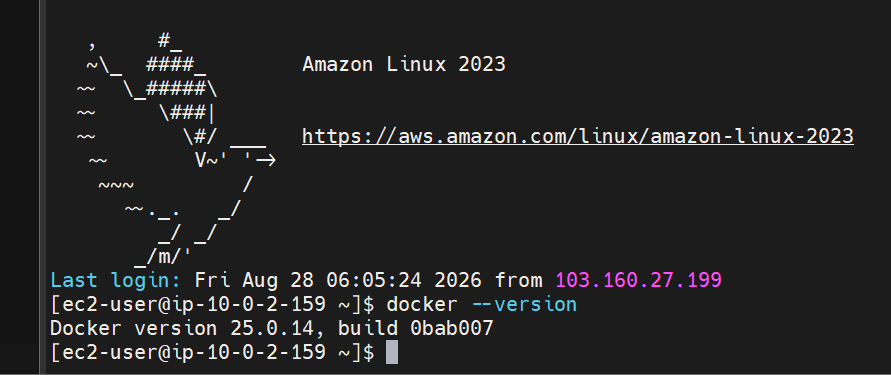 ,     #_
   ~\_  ####_        Amazon Linux 2023
  ~~  \_#####\
  ~~     \###|
  ~~       \#/ ___   https://aws.amazon.com/linux/amazon-linux-2023
   ~~       V~' '->
    ~~~         /
      ~~._.   _/
         _/ _/
       _/m/'
Last login: Fri Aug 28 06:05:24 2026 from 103.160.27.199
[ec2-user@ip-10-0-2-159 ~]$ docker --version
Docker version 25.0.14, build 0bab007
[ec2-user@ip-10-0-2-159 ~]$